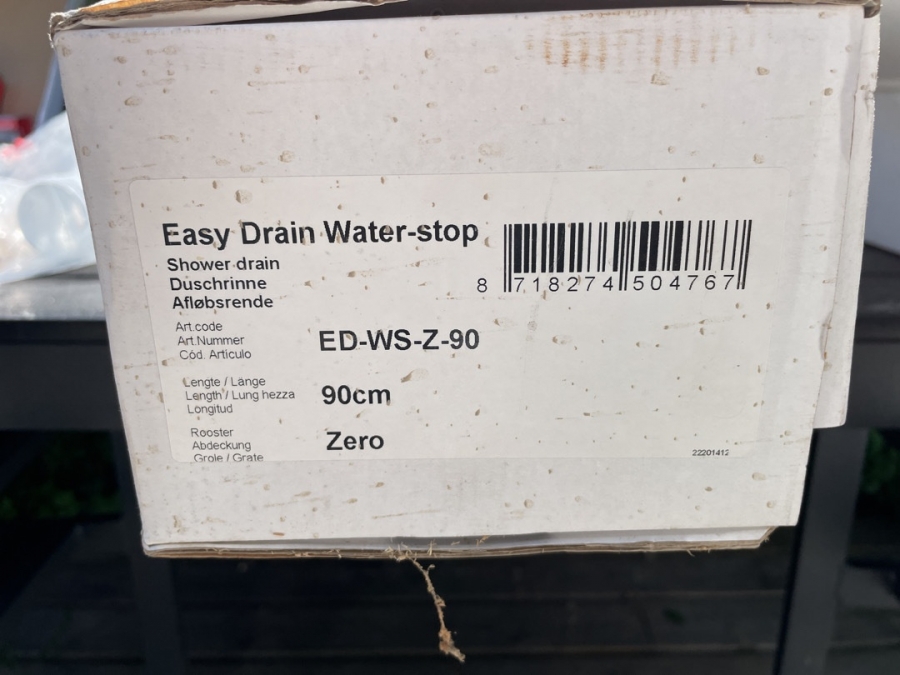 Easy Drain Water-stop
Shower drain
Duschrinne
Afløbsrende
8 718274 504767
Art.code
Art.Nummer
Cód. Articulo
ED-WS-Z-90
Lengte / Länge
Length / Lung hezza
Longitud
90cm
Rooster
Abdeckung
Grole / Grate
Zero
22201412